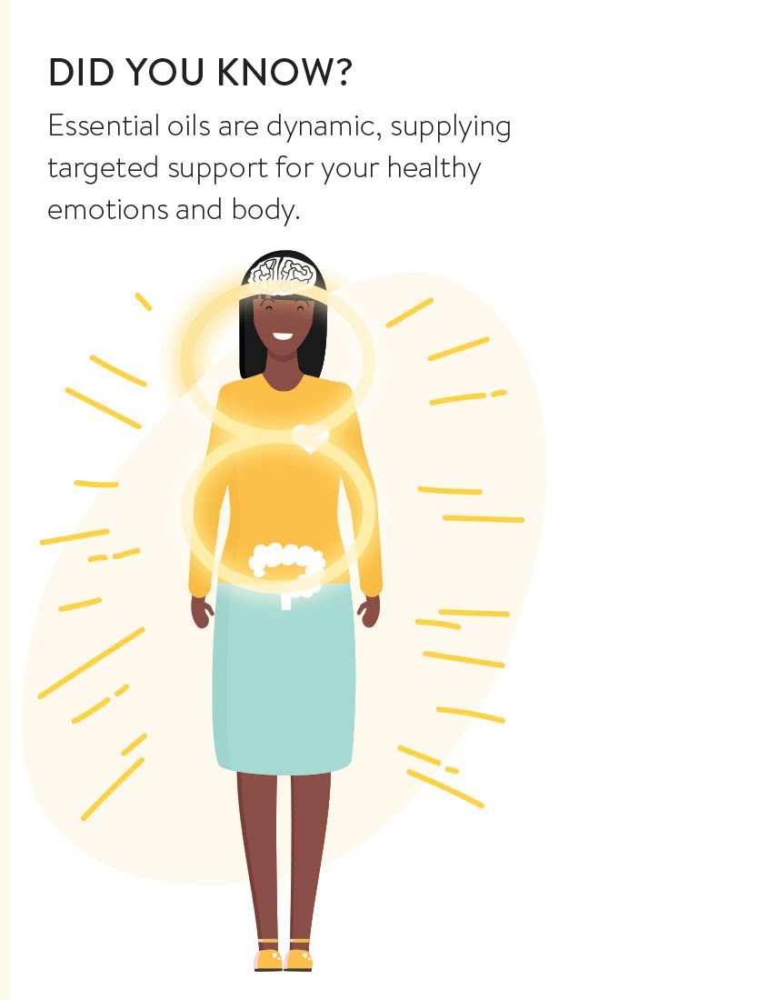 DID YOU KNOW?
Essential oils are dynamic, supplying
targeted support for your healthy
emotions and body.